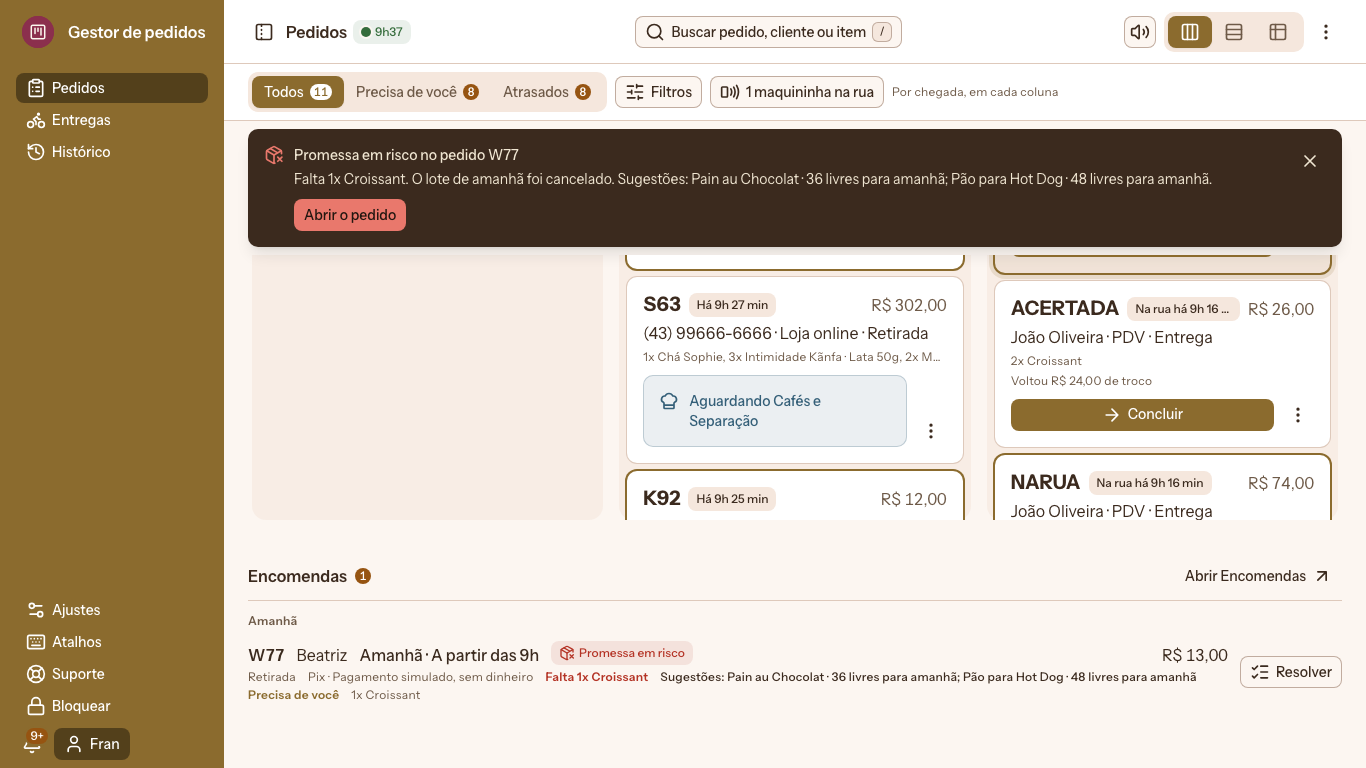 Gestor de pedidos
Pedidos
Entregas
Histórico
Ajustes
Atalhos
Suporte
Bloquear
9+
Fran
Pedidos
9h37
Buscar pedido, cliente ou item /
Todos 11
Precisa de você 8
Atrasados 8
Filtros
1 maquininha na rua
Por chegada, em cada coluna
Promessa em risco no pedido W77
Falta 1x Croissant. O lote de amanhã foi cancelado. Sugestões: Pain au Chocolat · 36 livres para amanhã; Pão para Hot Dog · 48 livres para amanhã.
Abrir o pedido
S63 Há 9h 27 min R$ 302,00
(43) 99666-6666 · Loja online · Retirada
1x Chá Sophie, 3x Intimidade Kãnfa · Lata 50g, 2x M…
Aguardando Cafés e
Separação
K92 Há 9h 25 min R$ 12,00
ACERTADA Na rua há 9h 16 … R$ 26,00
João Oliveira · PDV · Entrega
2x Croissant
Voltou R$ 24,00 de troco
Concluir
NARUA Na rua há 9h 16 min R$ 74,00
João Oliveira · PDV · Entrega
Encomendas 1
Abrir Encomendas
Amanhã
W77 Beatriz Amanhã · A partir das 9h Promessa em risco R$ 13,00
Retirada Pix · Pagamento simulado, sem dinheiro Falta 1x Croissant Sugestões: Pain au Chocolat · 36 livres para amanhã; Pão para Hot Dog · 48 livres para amanhã
Precisa de você 1x Croissant
Resolver